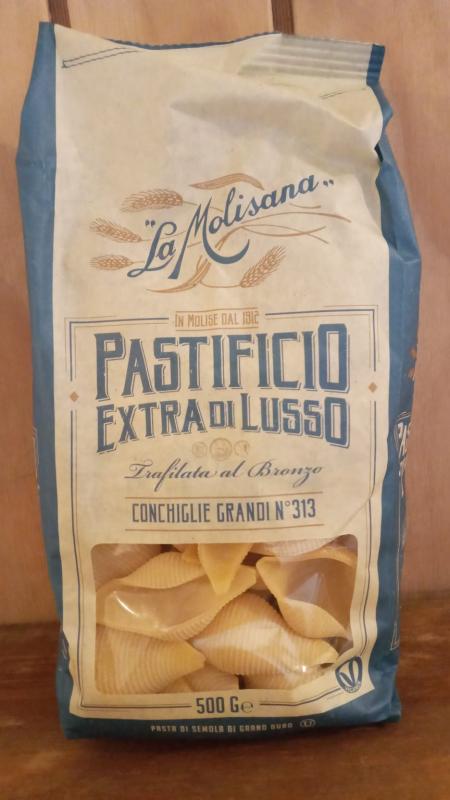 "La Molisana"
IN MOLISE DAL 1912
PASTIFICIO
EXTRA DI LUSSO
Trafilata al Bronzo
CONCHIGLIE GRANDI N°313
500 G℮
PASTA DI SEMOLA DI GRANO DURO